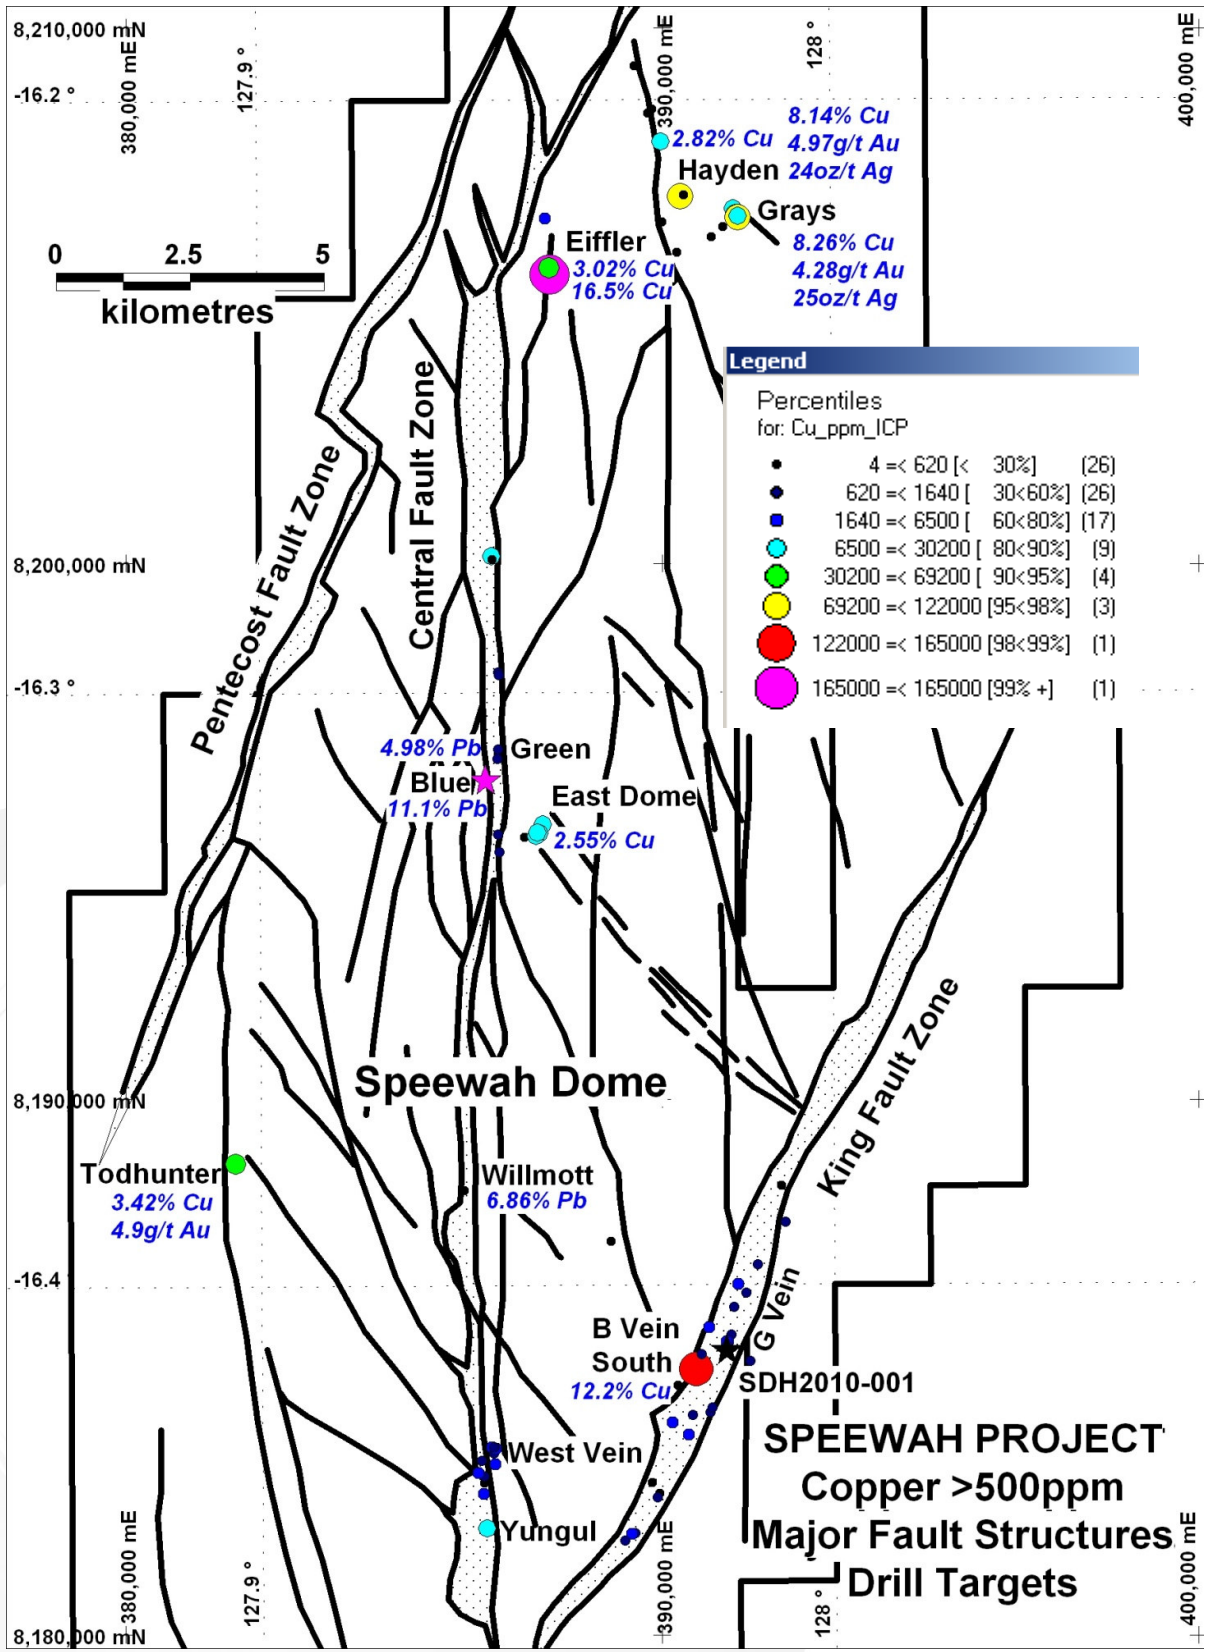 8,210,000 mN
380,000 mE
127.9 °
390,000 mE
128 °
400,000 mE
-16.2 °
2.82% Cu
8.14% Cu
4.97g/t Au
24oz/t Ag
Hayden
Grays
8.26% Cu
4.28g/t Au
25oz/t Ag
Eiffler
3.02% Cu
16.5% Cu
0 2.5 5
kilometres
Legend
Percentiles
for: Cu_ppm_ICP
4 =< 620 [< 30%] (26)
620 =< 1640 [ 30<60%] (26)
1640 =< 6500 [ 60<80%] (17)
6500 =< 30200 [ 80<90%] (9)
30200 =< 69200 [ 90<95%] (4)
69200 =< 122000 [95<98%] (3)
122000 =< 165000 [98<99%] (1)
165000 =< 165000 [99% +] (1)
Pentecost Fault Zone
Central Fault Zone
8,200,000 mN
-16.3 °
4.98% Pb
Green
Blue
11.1% Pb
East Dome
2.55% Cu
King Fault Zone
Speewah Dome
8,190,000 mN
Todhunter
3.42% Cu
4.9g/t Au
Willmott
6.86% Pb
-16.4 °
B Vein
South
12.2% Cu
G Vein
SDH2010-001
West Vein
Yungul
SPEEWAH PROJECT
Copper >500ppm
Major Fault Structures
Drill Targets
8,180,000 mN
380,000 mE
127.9 °
390,000 mE
128 °
400,000 mE